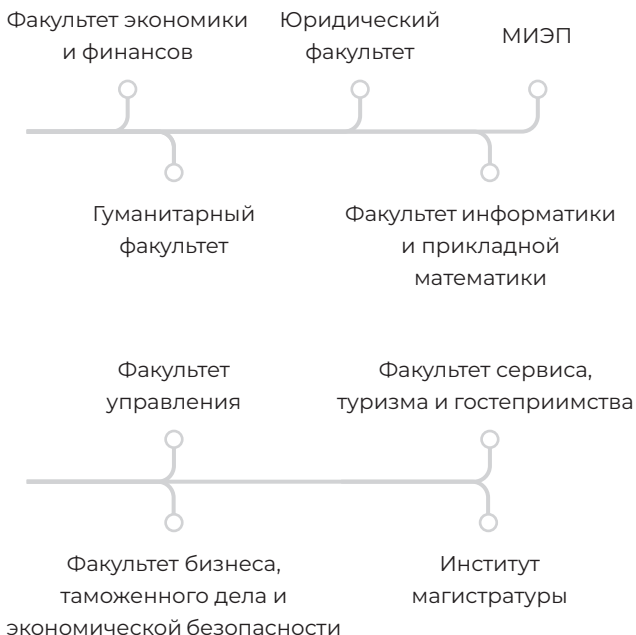 Факультет экономики
и финансов
Юридический
факультет
МИЭП
Гуманитарный
факультет
Факультет информатики
и прикладной
математики
Факультет
управления
Факультет сервиса,
туризма и гостеприимства
Факультет бизнеса,
таможенного дела и
экономической безопасности
Институт
магистратуры